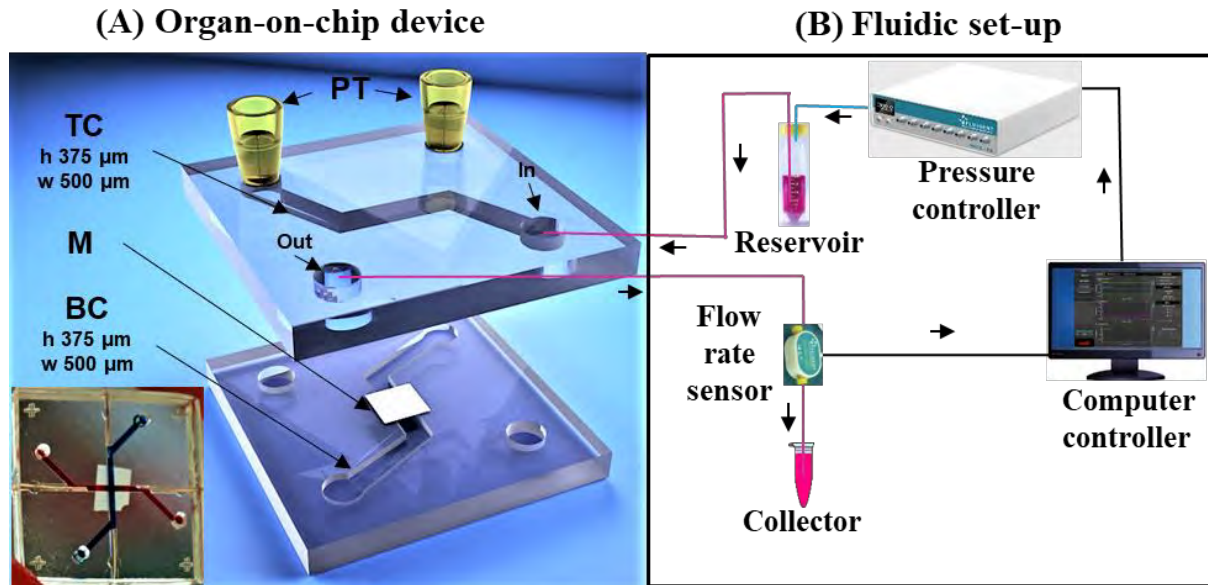 (A) Organ-on-chip device
(B) Fluidic set-up
PT
TC
h 375 µm
w 500 µm
In
M
Out
BC
h 375 µm
w 500 µm
Pressure
controller
Reservoir
Flow
rate
sensor
Computer
controller
Collector